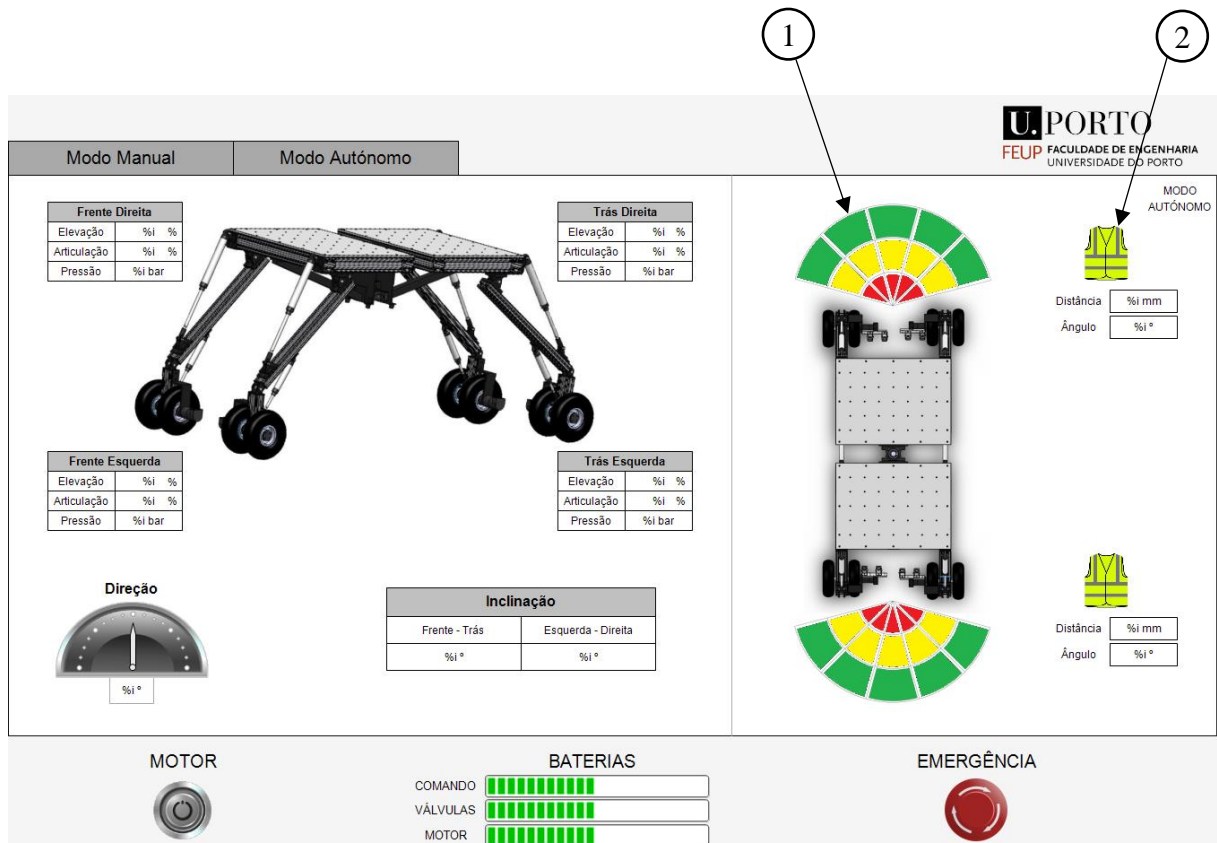 1
2
U. PORTO
FEUP FACULDADE DE ENGENHARIA
UNIVERSIDADE DO PORTO
Modo Manual
Modo Autónomo
MODO
AUTÓNOMO
Frente Direita
Elevação %i %
Articulação %i %
Pressão %i bar
Trás Direita
Elevação %i %
Articulação %i %
Pressão %i bar
Distância %i mm
Ângulo %i º
Frente Esquerda
Elevação %i %
Articulação %i %
Pressão %i bar
Trás Esquerda
Elevação %i %
Articulação %i %
Pressão %i bar
Direção
%i º
Inclinação
Frente - Trás Esquerda - Direita
%i º %i º
Distância %i mm
Ângulo %i º
MOTOR
BATERIAS
COMANDO
VÁLVULAS
MOTOR
EMERGÊNCIA